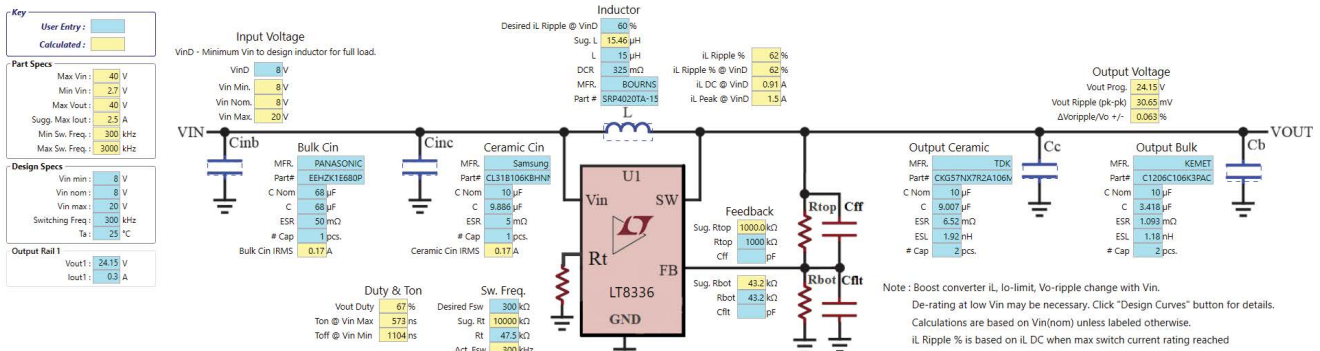 Key
User Entry :
Calculated :
Part Specs
Max Vin : 40 V
Min Vin : 2.7 V
Max Vout : 40 V
Sugg. Max Iout : 2.5 A
Min Sw. Freq. : 300 kHz
Max Sw. Freq. : 3000 kHz
Design Specs
Vin min : 8 V
Vin nom : 8 V
Vin max : 20 V
Switching Freq : 300 kHz
Ta : 25 °C
Output Rail 1
Vout1 : 24.15 V
Iout1 : 0.3 A
Input Voltage
VinD - Minimum Vin to design inductor for full load.
VinD 8 V
Vin Min. 8 V
Vin Nom. 8 V
Vin Max. 20 V
Inductor
Desired iL Ripple @ VinD 60 %
Sug. L 15.46 µH
L 15 µH
DCR 325 mΩ
MFR. BOURNS
Part # SRP4020TA-15
iL Ripple % 62 %
iL Ripple % @ VinD 62 %
iL DC @ VinD 0.91 A
iL Peak @ VinD 1.5 A
Output Voltage
Vout Prog. 24.15 V
Vout Ripple (pk-pk) 30.65 mV
ΔVoripple/Vo +/- 0.063 %
VIN
L
VOUT
Cinb
Bulk Cin
MFR. PANASONIC
Part# EEHZK1E680P
C Nom 68 µF
C 68 µF
ESR 50 mΩ
# Cap 1 pcs.
Bulk Cin IRMS 0.17 A
Cinc
Ceramic Cin
MFR. Samsung
Part# CL31B106KBHNN
C Nom 10 µF
C 9.886 µF
ESR 5 mΩ
# Cap 1 pcs.
Ceramic Cin IRMS 0.17 A
U1
Vin
SW
Rt
FB
LT8336
GND
Feedback
Sug. Rtop 1000.0 kΩ
Rtop 1000 kΩ
Cff pF
Sug. Rbot 43.2 kΩ
Rbot 43.2 kΩ
Cflt pF
Rtop
Cff
Rbot
Cflt
Output Ceramic
MFR. TDK
Part# CKG57NX7R2A106M
C Nom 10 µF
C 9.007 µF
ESR 6.52 mΩ
ESL 1.92 nH
# Cap 2 pcs.
Cc
Output Bulk
MFR. KEMET
Part# C1206C106K3PAC
C Nom 10 µF
C 3.418 µF
ESR 1.093 mΩ
ESL 1.18 nH
# Cap 2 pcs.
Cb
Duty & Ton
Vout Duty 67 %
Ton @ Vin Max 573 ns
Toff @ Vin Min 1104 ns
Sw. Freq.
Desired Fsw 300 kΩ
Sug. Rt 10000 kΩ
Rt 47.5 kΩ
Act. Fsw 300 kHz
Note : Boost converter iL, Io-limit, Vo-ripple change with Vin.
De-rating at low Vin may be necessary. Click "Design Curves" button for details.
Calculations are based on Vin(nom) unless labeled otherwise.
iL Ripple % is based on iL DC when max switch current rating reached